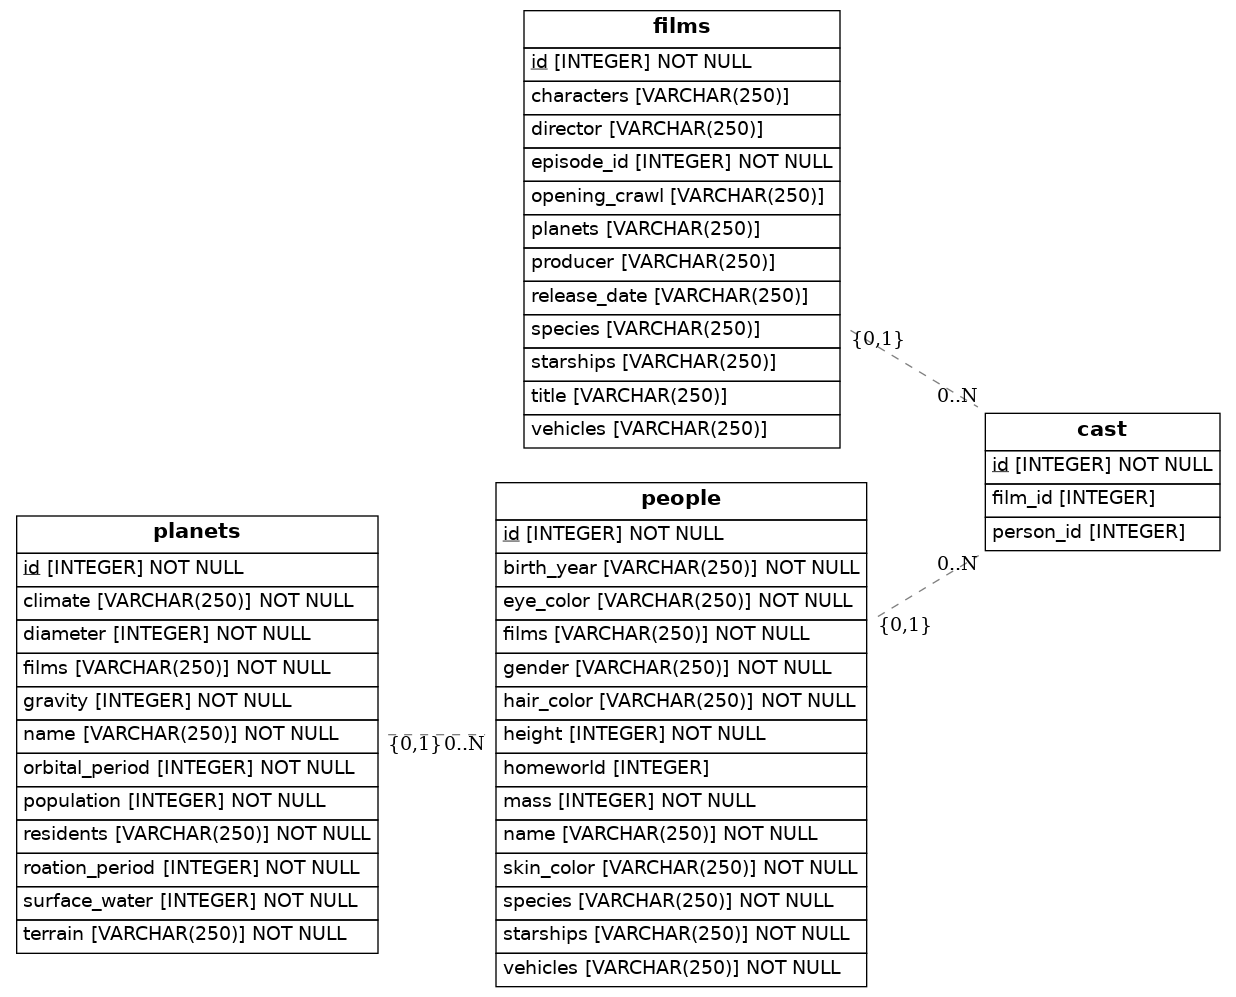 films
id [INTEGER] NOT NULL
characters [VARCHAR(250)]
director [VARCHAR(250)]
episode_id [INTEGER] NOT NULL
opening_crawl [VARCHAR(250)]
planets [VARCHAR(250)]
producer [VARCHAR(250)]
release_date [VARCHAR(250)]
species [VARCHAR(250)]
starships [VARCHAR(250)]
title [VARCHAR(250)]
vehicles [VARCHAR(250)]
{0,1}
0..N
cast
id [INTEGER] NOT NULL
film_id [INTEGER]
person_id [INTEGER]
0..N
{0,1}
people
id [INTEGER] NOT NULL
birth_year [VARCHAR(250)] NOT NULL
eye_color [VARCHAR(250)] NOT NULL
films [VARCHAR(250)] NOT NULL
gender [VARCHAR(250)] NOT NULL
hair_color [VARCHAR(250)] NOT NULL
height [INTEGER] NOT NULL
homeworld [INTEGER]
mass [INTEGER] NOT NULL
name [VARCHAR(250)] NOT NULL
skin_color [VARCHAR(250)] NOT NULL
species [VARCHAR(250)] NOT NULL
starships [VARCHAR(250)] NOT NULL
vehicles [VARCHAR(250)] NOT NULL
{0,1} 0..N
planets
id [INTEGER] NOT NULL
climate [VARCHAR(250)] NOT NULL
diameter [INTEGER] NOT NULL
films [VARCHAR(250)] NOT NULL
gravity [INTEGER] NOT NULL
name [VARCHAR(250)] NOT NULL
orbital_period [INTEGER] NOT NULL
population [INTEGER] NOT NULL
residents [VARCHAR(250)] NOT NULL
roation_period [INTEGER] NOT NULL
surface_water [INTEGER] NOT NULL
terrain [VARCHAR(250)] NOT NULL